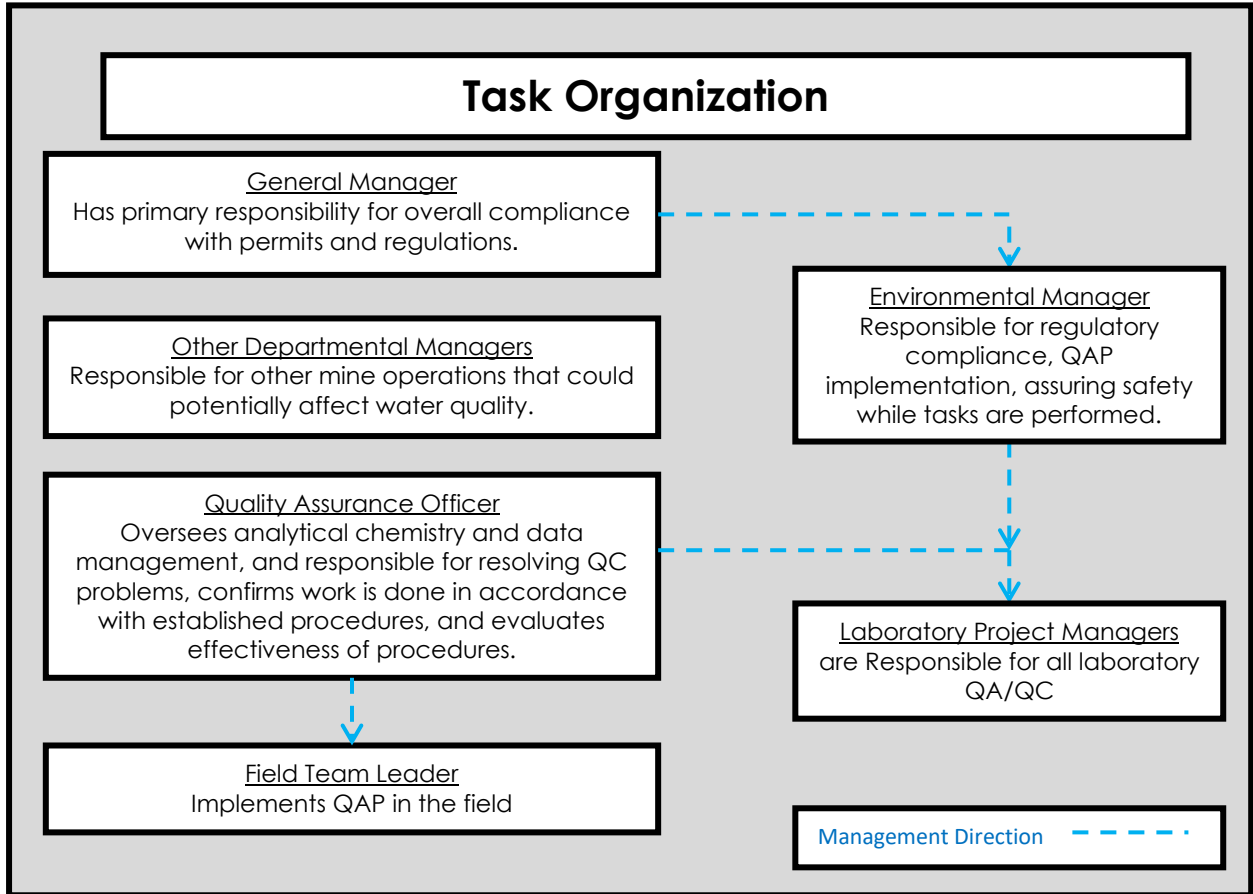 Task Organization
General Manager
Has primary responsibility for overall compliance
with permits and regulations.
Environmental Manager
Responsible for regulatory
compliance, QAP
implementation, assuring safety
while tasks are performed.
Other Departmental Managers
Responsible for other mine operations that could
potentially affect water quality.
Quality Assurance Officer
Oversees analytical chemistry and data
management, and responsible for resolving QC
problems, confirms work is done in accordance
with established procedures, and evaluates
effectiveness of procedures.
Laboratory Project Managers
are Responsible for all laboratory
QA/QC
Field Team Leader
Implements QAP in the field
Management Direction